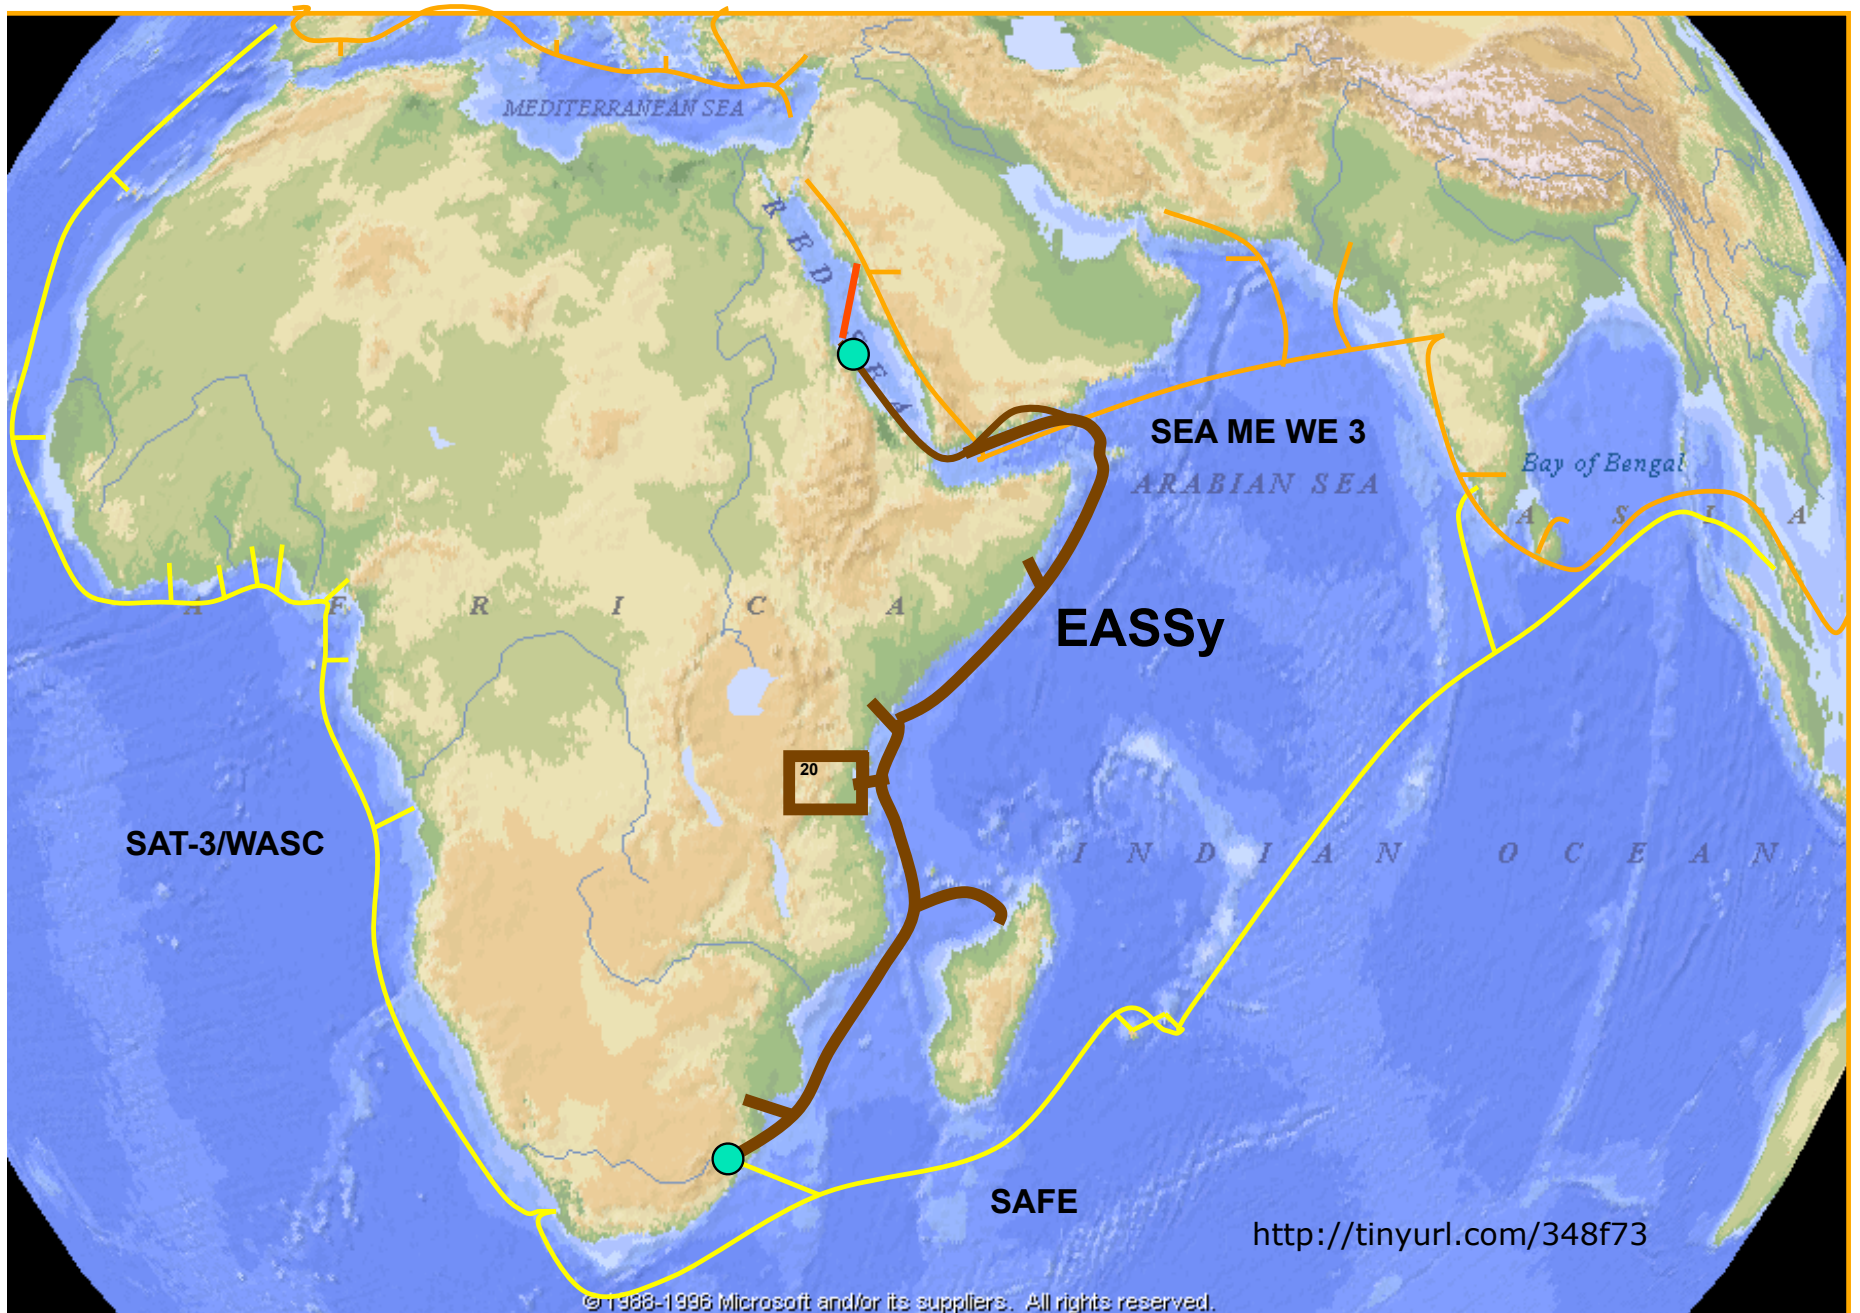 MEDITERRANEAN SEA
RBD SEA
SEA ME WE 3
ARABIAN SEA
Bay of Bengal
ASIA
AFRICA
EASSy
20
SAT-3/WASC
INDIAN OCEAN
SAFE
http://tinyurl.com/348f73
© 1988-1996 Microsoft and/or its suppliers. All rights reserved.